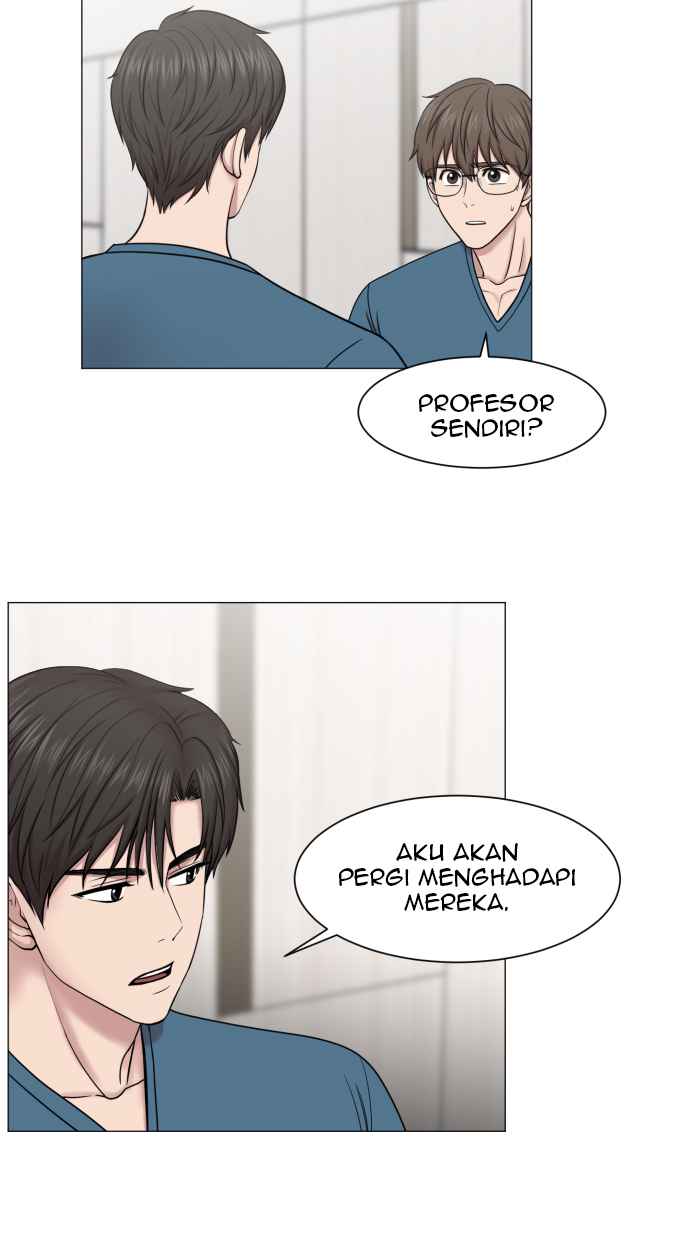 PROFESOR
SENDIRI?
AKU AKAN
PERGI MENGHADAPI
MEREKA.